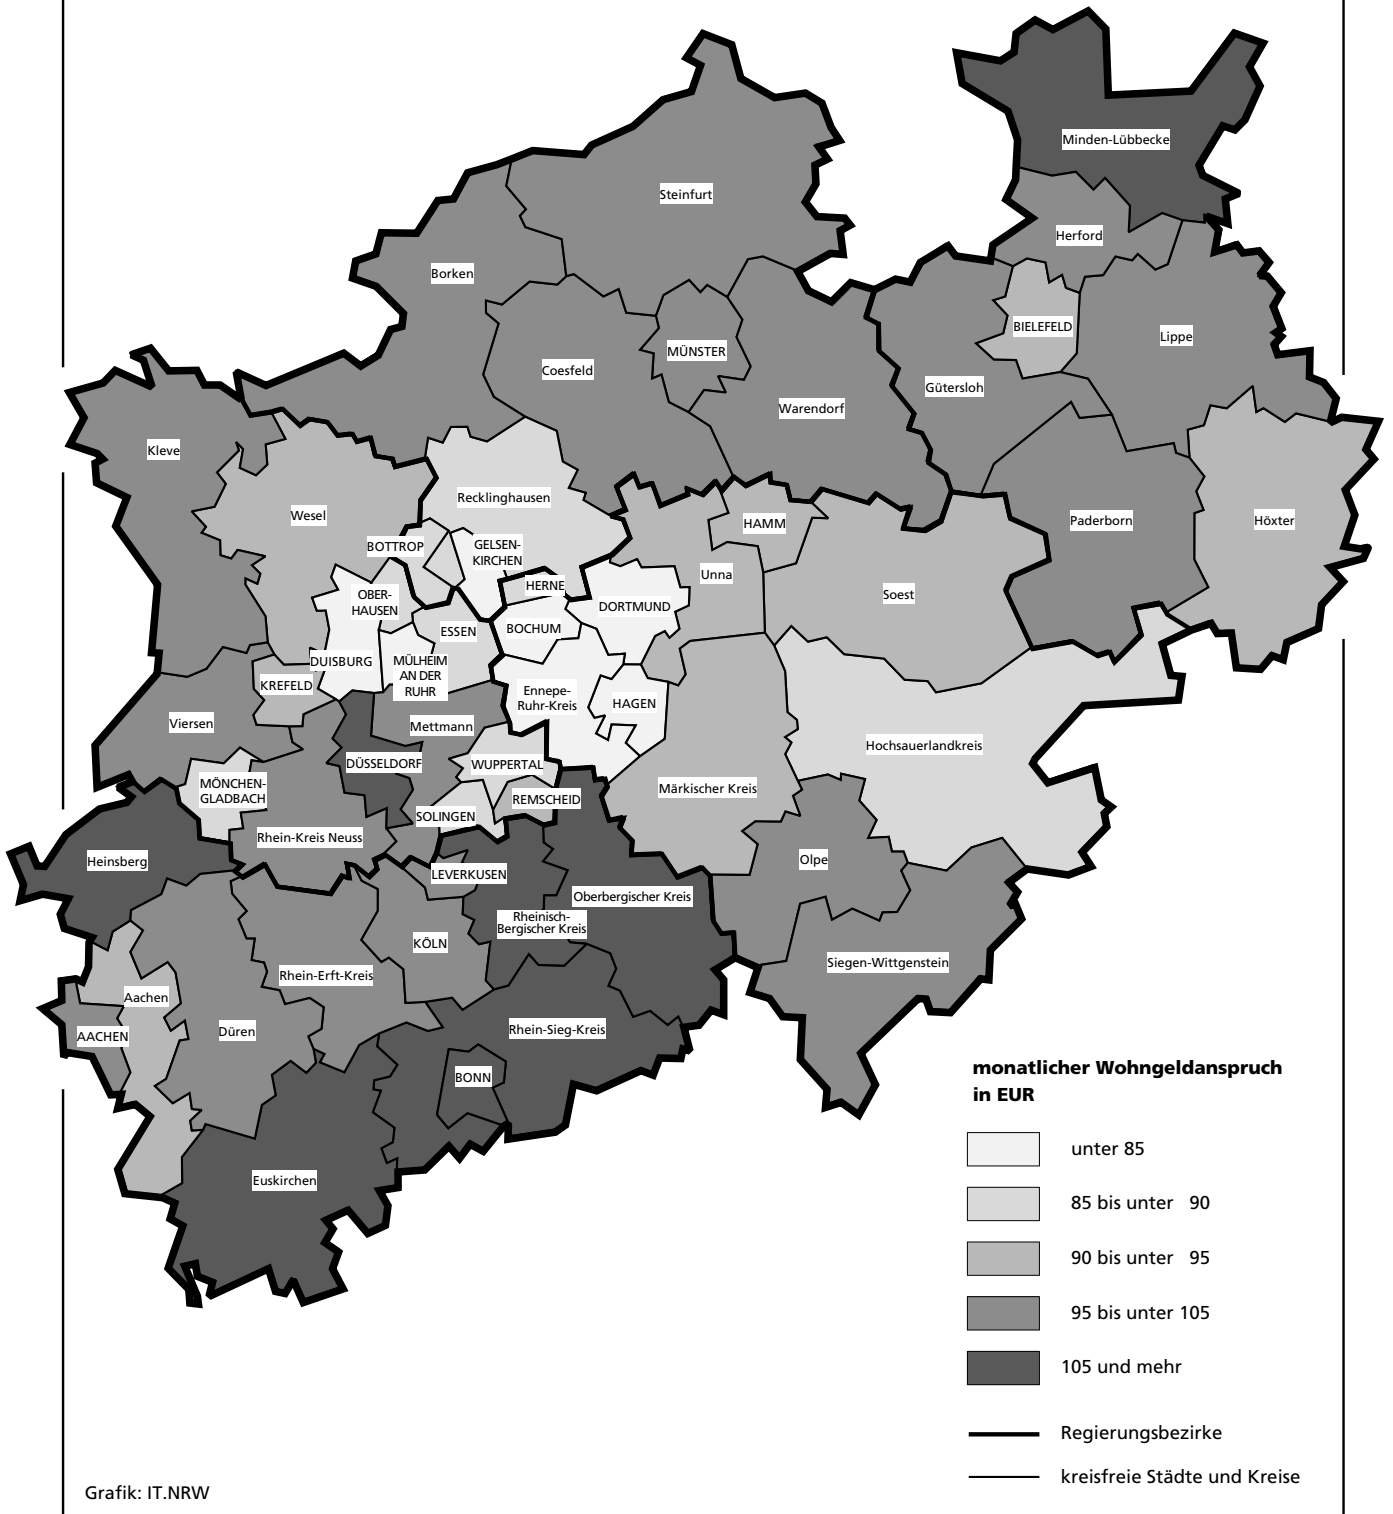 Minden-Lübbecke
Steinfurt
Herford
Borken
BIELEFELD
Lippe
MÜNSTER
Coesfeld
Gütersloh
Warendorf
Kleve
Recklinghausen
Wesel
HAMM
Paderborn
Höxter
BOTTROP
GELSEN-
KIRCHEN
Unna
HERNE
Soest
OBER-
HAUSEN
DORTMUND
BOCHUM
ESSEN
DUISBURG
MÜLHEIM
AN DER
RUHR
KREFELD
Ennepe-
Ruhr-Kreis
HAGEN
Viersen
Mettmann
Hochsauerlandkreis
DÜSSELDORF
WUPPERTAL
MÖNCHEN-
GLADBACH
Märkischer Kreis
REMSCHEID
SOLINGEN
Rhein-Kreis Neuss
Heinsberg
Olpe
LEVERKUSEN
Oberbergischer Kreis
Rheinisch-
Bergischer Kreis
KÖLN
Siegen-Wittgenstein
Rhein-Erft-Kreis
Aachen
AACHEN
Düren
Rhein-Sieg-Kreis
BONN
Euskirchen
monatlicher Wohngeldanspruch
in EUR
unter 85
85 bis unter 90
90 bis unter 95
95 bis unter 105
105 und mehr
Regierungsbezirke
kreisfreie Städte und Kreise
Grafik: IT.NRW